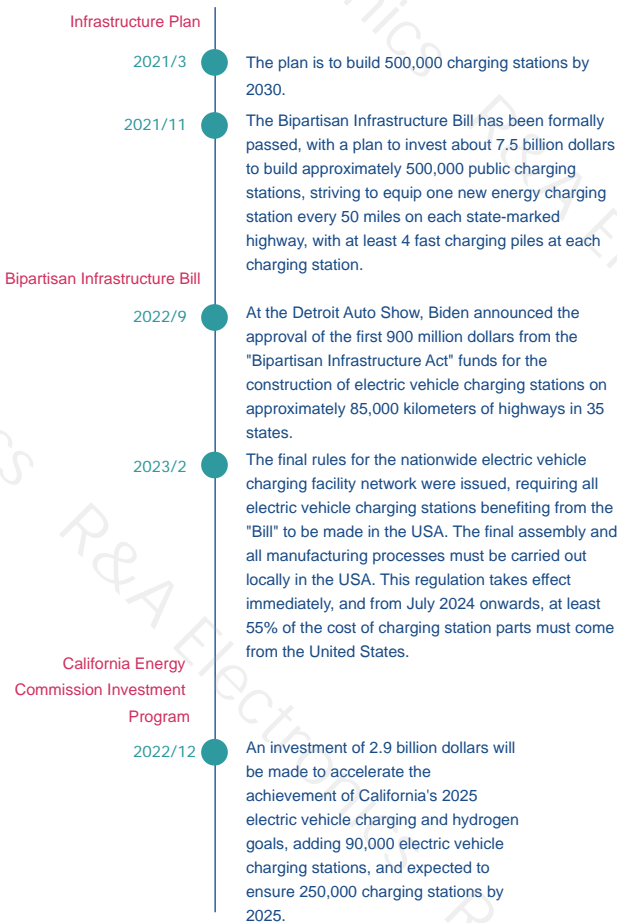 Infrastructure Plan
2021/3
The plan is to build 500,000 charging stations by
2030.
2021/11
The Bipartisan Infrastructure Bill has been formally
passed, with a plan to invest about 7.5 billion dollars
to build approximately 500,000 public charging
stations, striving to equip one new energy charging
station every 50 miles on each state-marked
highway, with at least 4 fast charging piles at each
charging station.
Bipartisan Infrastructure Bill
2022/9
At the Detroit Auto Show, Biden announced the
approval of the first 900 million dollars from the
"Bipartisan Infrastructure Act" funds for the
construction of electric vehicle charging stations on
approximately 85,000 kilometers of highways in 35
states.
2023/2
The final rules for the nationwide electric vehicle
charging facility network were issued, requiring all
electric vehicle charging stations benefiting from the
"Bill" to be made in the USA. The final assembly and
all manufacturing processes must be carried out
locally in the USA. This regulation takes effect
immediately, and from July 2024 onwards, at least
55% of the cost of charging station parts must come
from the United States.
California Energy
Commission Investment
Program
2022/12
An investment of 2.9 billion dollars will
be made to accelerate the
achievement of California's 2025
electric vehicle charging and hydrogen
goals, adding 90,000 electric vehicle
charging stations, and expected to
ensure 250,000 charging stations by
2025.
R&A Electronics